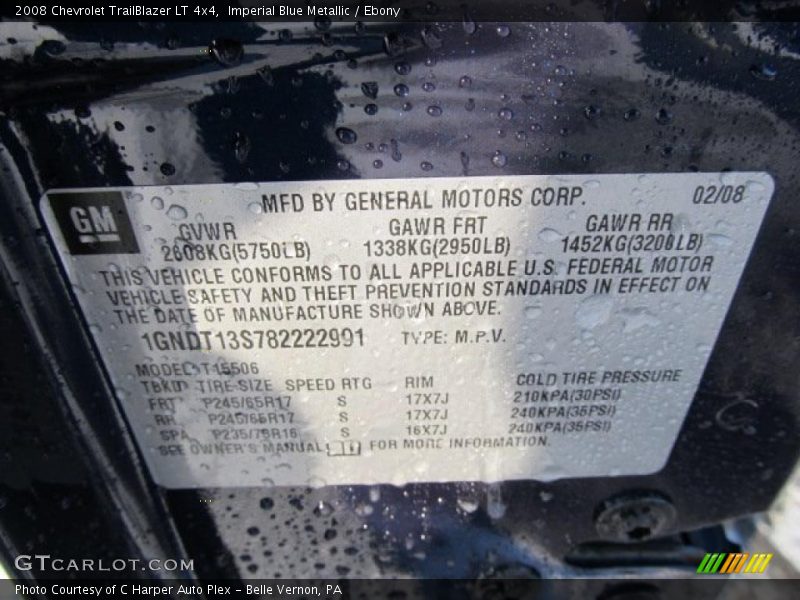 2008 Chevrolet TrailBlazer LT 4x4, Imperial Blue Metallic / Ebony
GM
MFD BY GENERAL MOTORS CORP. 02/08
GVWR GAWR FRT GAWR RR
2608KG(5750LB) 1338KG(2950LB) 1452KG(3200LB)
THIS VEHICLE CONFORMS TO ALL APPLICABLE U.S. FEDERAL MOTOR
VEHICLE SAFETY AND THEFT PREVENTION STANDARDS IN EFFECT ON
THE DATE OF MANUFACTURE SHOWN ABOVE.
1GNDT13S782222991 TYPE: M.P.V.
MODEL: T15506
TIRE SIZE SPEED RTG RIM COLD TIRE PRESSURE
FRT P245/65R17 S 17X7J 210KPA(30PSI)
RR P245/65R17 S 17X7J 240KPA(35PSI)
SPA P235/75R16 S 16X7J 240KPA(35PSI)
SEE OWNER'S MANUAL FOR MORE INFORMATION.
GTcarlot.com
Photo Courtesy of C Harper Auto Plex – Belle Vernon, PA